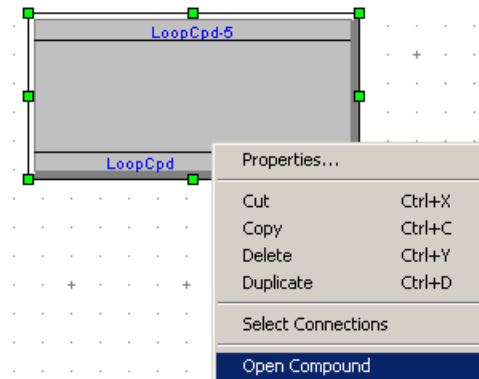 LoopCpd-5
LoopCpd
Properties...
Cut Ctrl+X
Copy Ctrl+C
Delete Ctrl+Y
Duplicate Ctrl+D
Select Connections
Open Compound